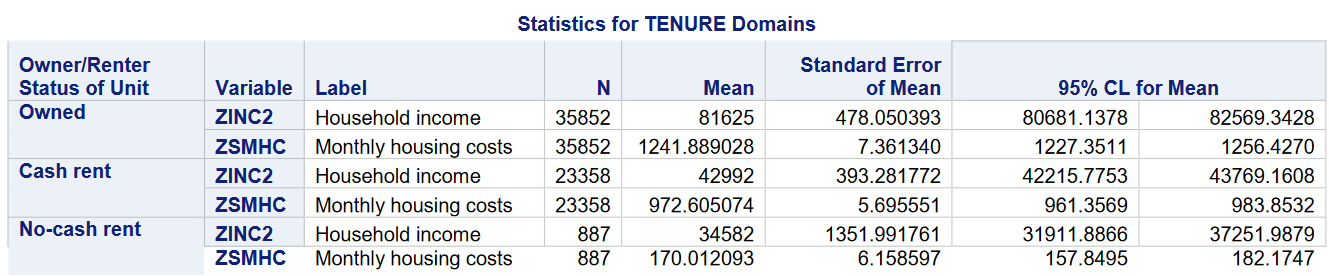 Statistics for TENURE Domains
Owner/Renter Status of Unit Variable Label N Mean Standard Error of Mean 95% CL for Mean
Owned ZINC2 Household income 35852 81625 478.050393 80681.1378 82569.3428
ZSMHC Monthly housing costs 35852 1241.889028 7.361340 1227.3511 1256.4270
Cash rent ZINC2 Household income 23358 42992 393.281772 42215.7753 43769.1608
ZSMHC Monthly housing costs 23358 972.605074 5.695551 961.3569 983.8532
No-cash rent ZINC2 Household income 887 34582 1351.991761 31911.8866 37251.9879
ZSMHC Monthly housing costs 887 170.012093 6.158597 157.8495 182.1747